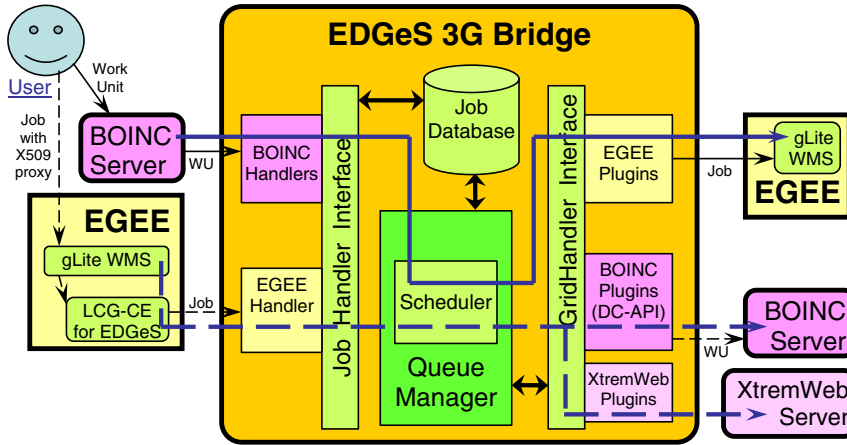 EDGeS 3G Bridge
User
Work
Unit
Job
with
X509
proxy
BOINC
Server
WU
EGEE
gLite WMS
LCG-CE
for EDGeS
Job
BOINC
Handlers
EGEE
Handler
Job Handler Interface
Job
Database
Scheduler
Queue
Manager
GridHandler Interface
EGEE
Plugins
BOINC
Plugins
(DC-API)
XtremWeb
Plugins
Job
gLite
WMS
EGEE
WU
BOINC
Server
XtremWeb
Server